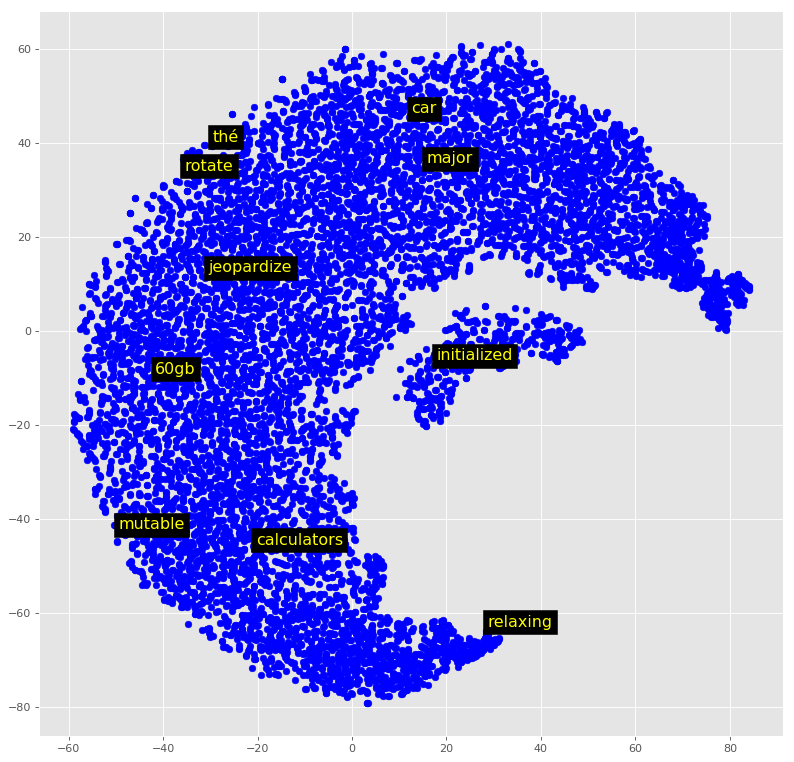 60
40
20
0
−20
−40
−60
−80
car
thé
major
rotate
jeopardize
initialized
60gb
mutable
calculators
relaxing
−60 −40 −20 0 20 40 60 80